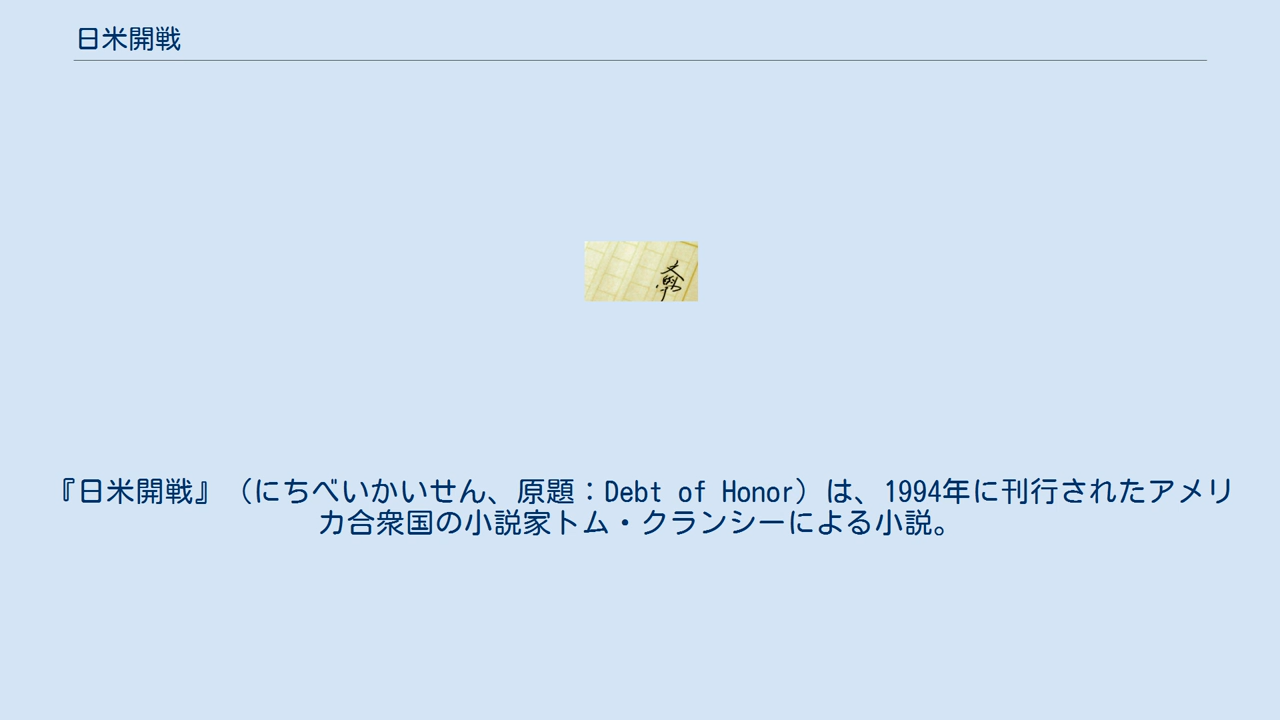 日米開戦
『日米開戦』（にちべいかいせん、原題：Debt of Honor）は、1994年に刊行されたアメリ
カ合衆国の小説家トム・クランシーによる小説。